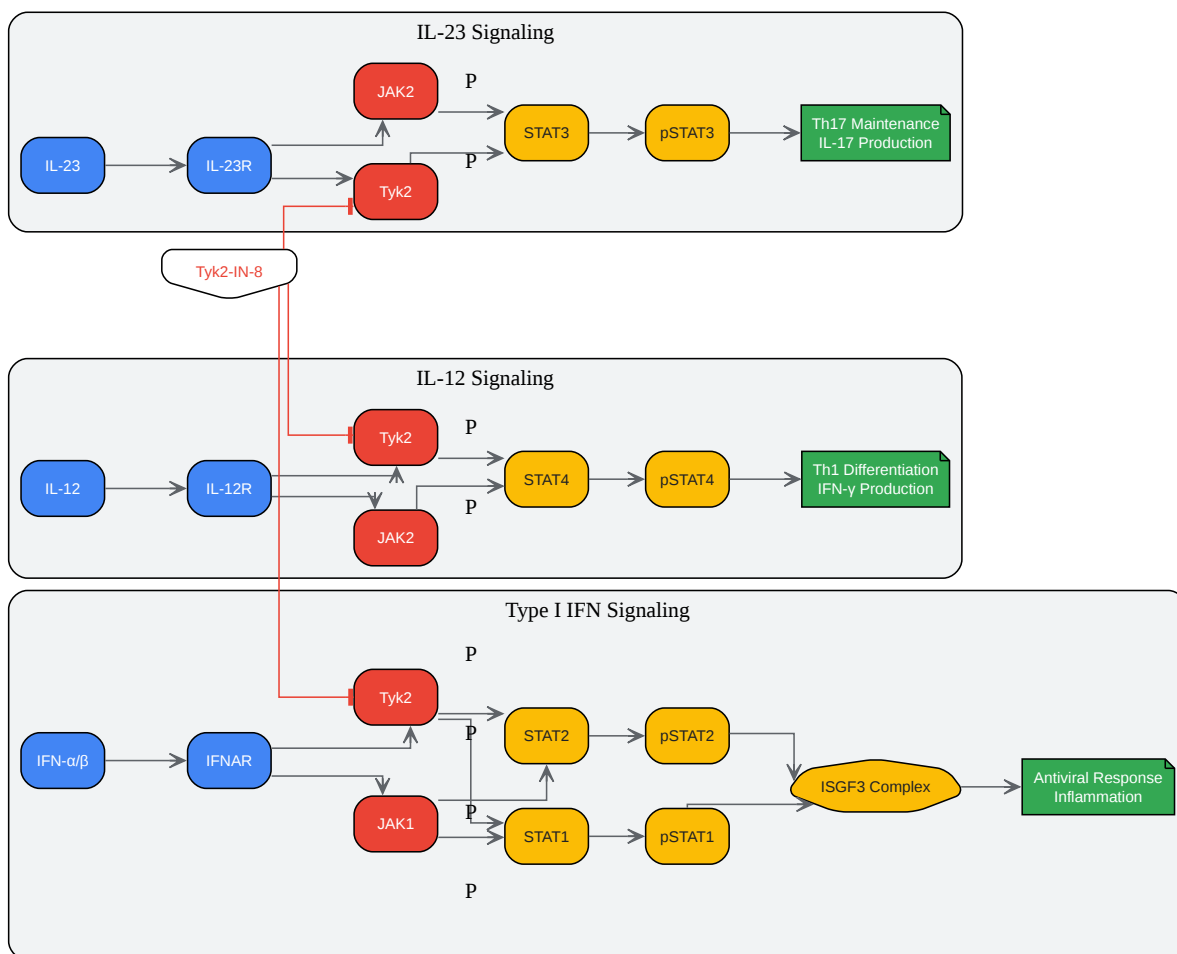 IL-23 Signaling
P
JAK2
STAT3
pSTAT3
Th17 Maintenance
IL-17 Production
IL-23
IL-23R
P
Tyk2
Tyk2-IN-8
IL-12 Signaling
P
Tyk2
STAT4
pSTAT4
Th1 Differentiation
IFN-γ Production
IL-12
IL-12R
P
JAK2
Type I IFN Signaling
P
Tyk2
P
STAT2
pSTAT2
IFN-α/β
IFNAR
ISGF3 Complex
Antiviral Response
Inflammation
P
JAK1
STAT1
pSTAT1
P